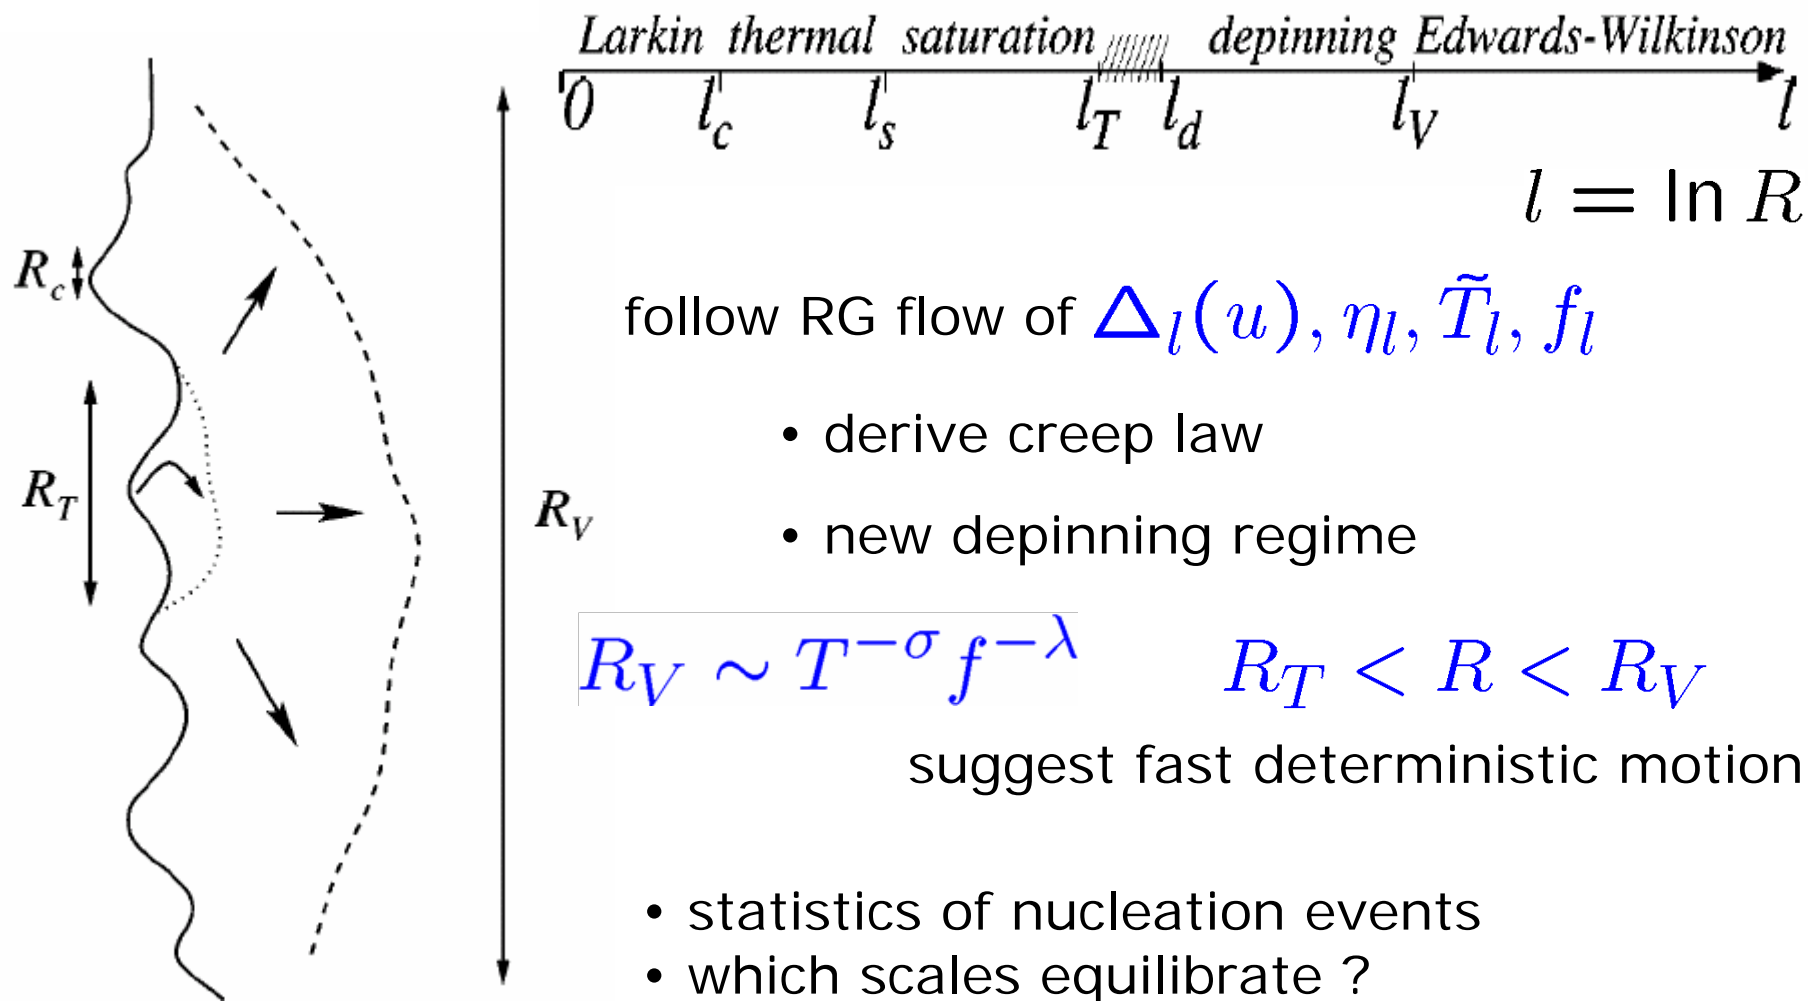 Larkin thermal saturation depinning Edwards-Wilkinson
0 l_c l_s l_T l_d l_V l
l = ln R
R_c
follow RG flow of Δ_l(u), η_l, T̃_l, f_l
• derive creep law
R_T
R_V
• new depinning regime
R_V ∼ T^{−σ} f^{−λ} R_T < R < R_V
suggest fast deterministic motion
• statistics of nucleation events
• which scales equilibrate ?